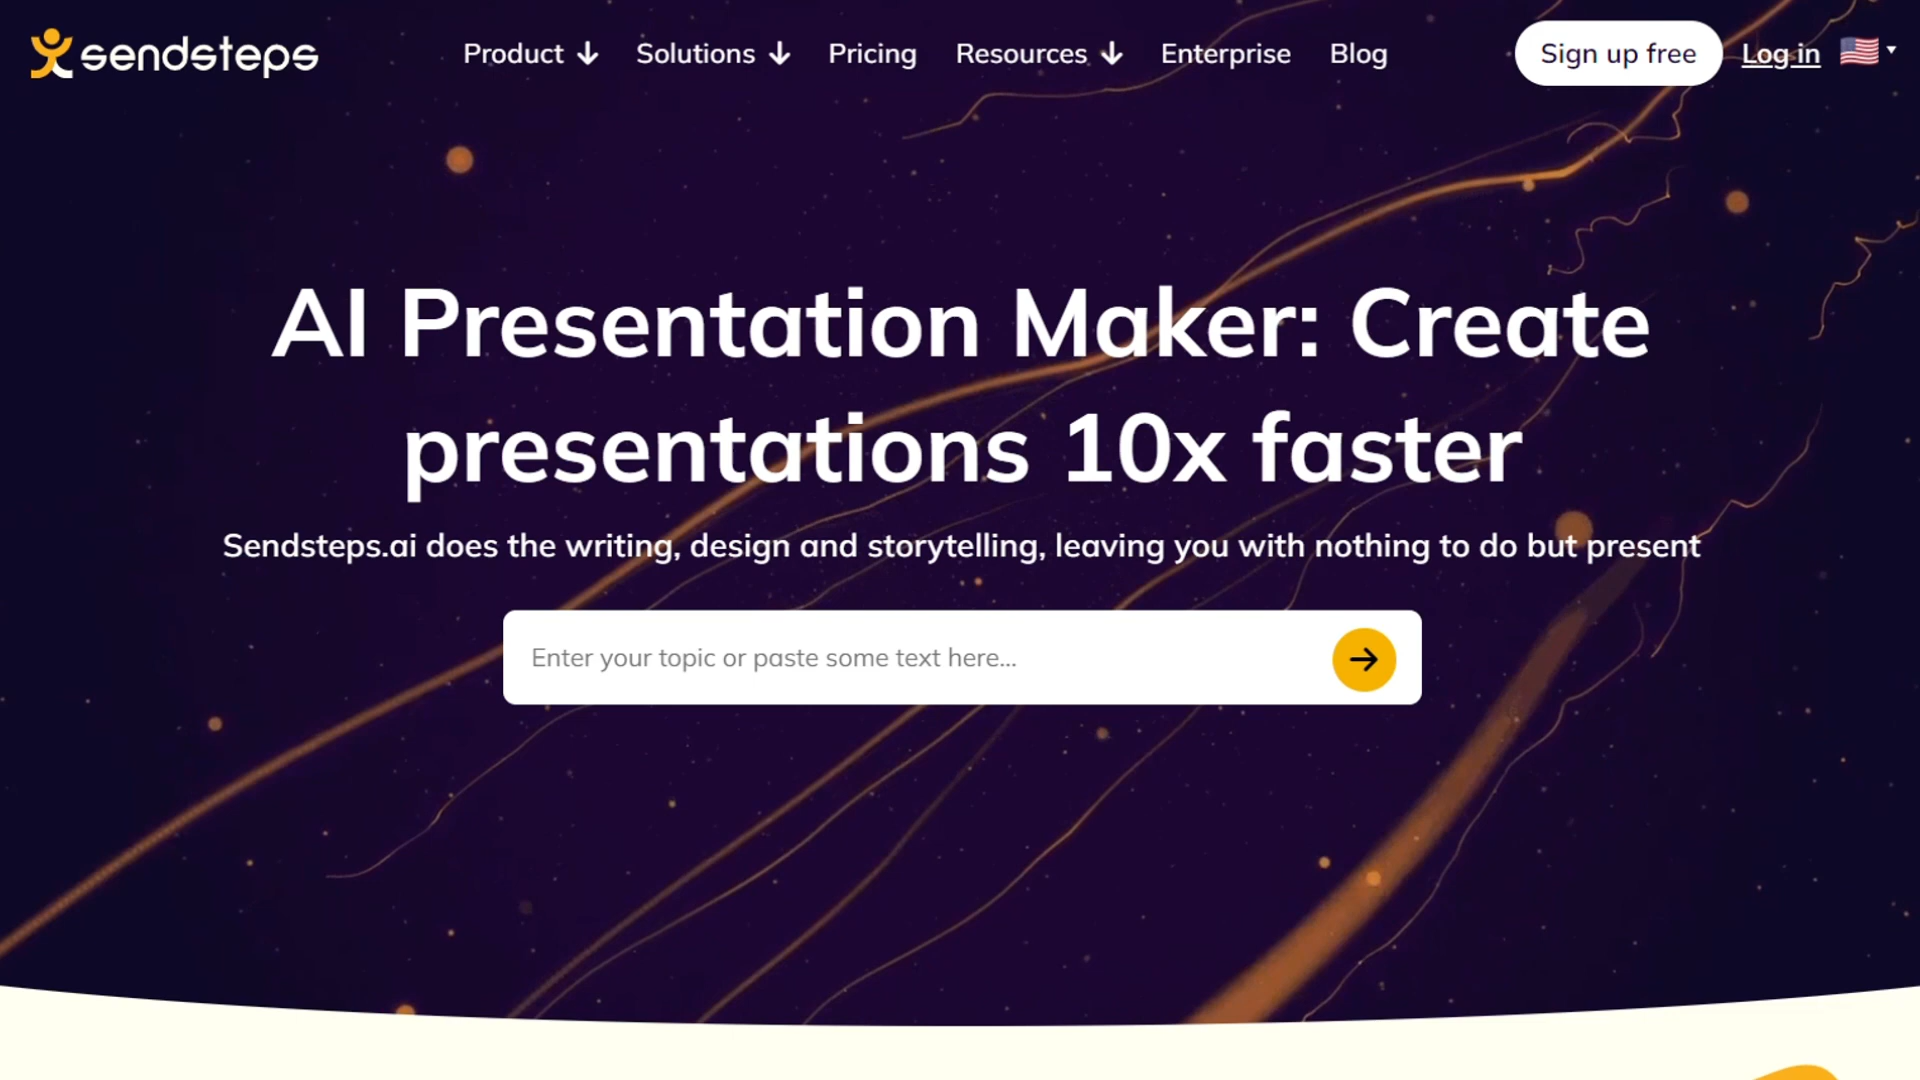 sendsteps
Product Solutions Pricing Resources Enterprise Blog
Sign up free
Log in
AI Presentation Maker: Create
presentations 10x faster
Sendsteps.ai does the writing, design and storytelling, leaving you with nothing to do but present
Enter your topic or paste some text here...